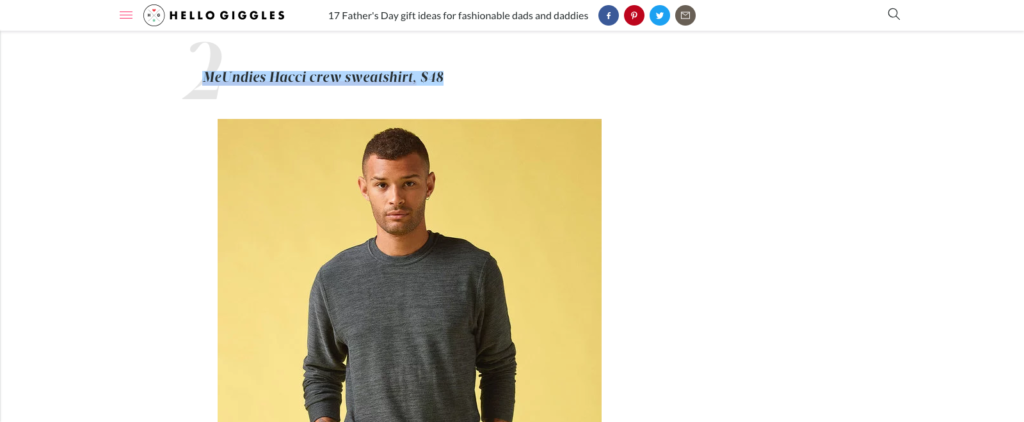 HELLO GIGGLES
17 Father's Day gift ideas for fashionable dads and daddies
2
MeUndies Hacci crew sweatshirt, $48